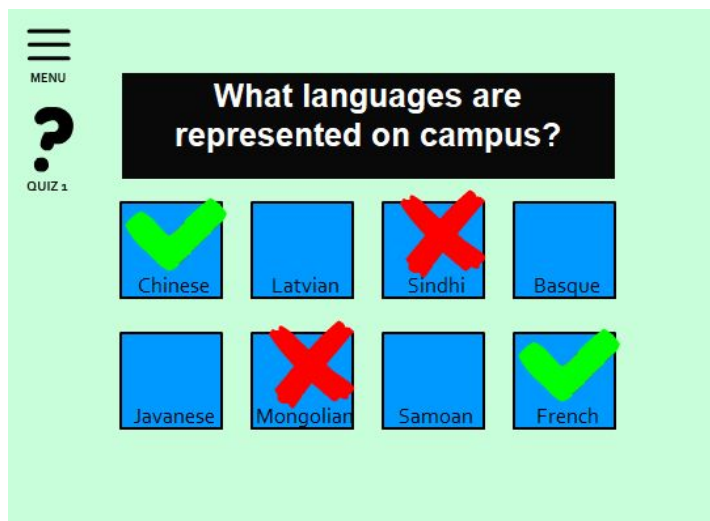 MENU
What languages are
represented on campus?
QUIZ 1
Chinese Latvian Sindhi Basque
Javanese Mongolian Samoan French